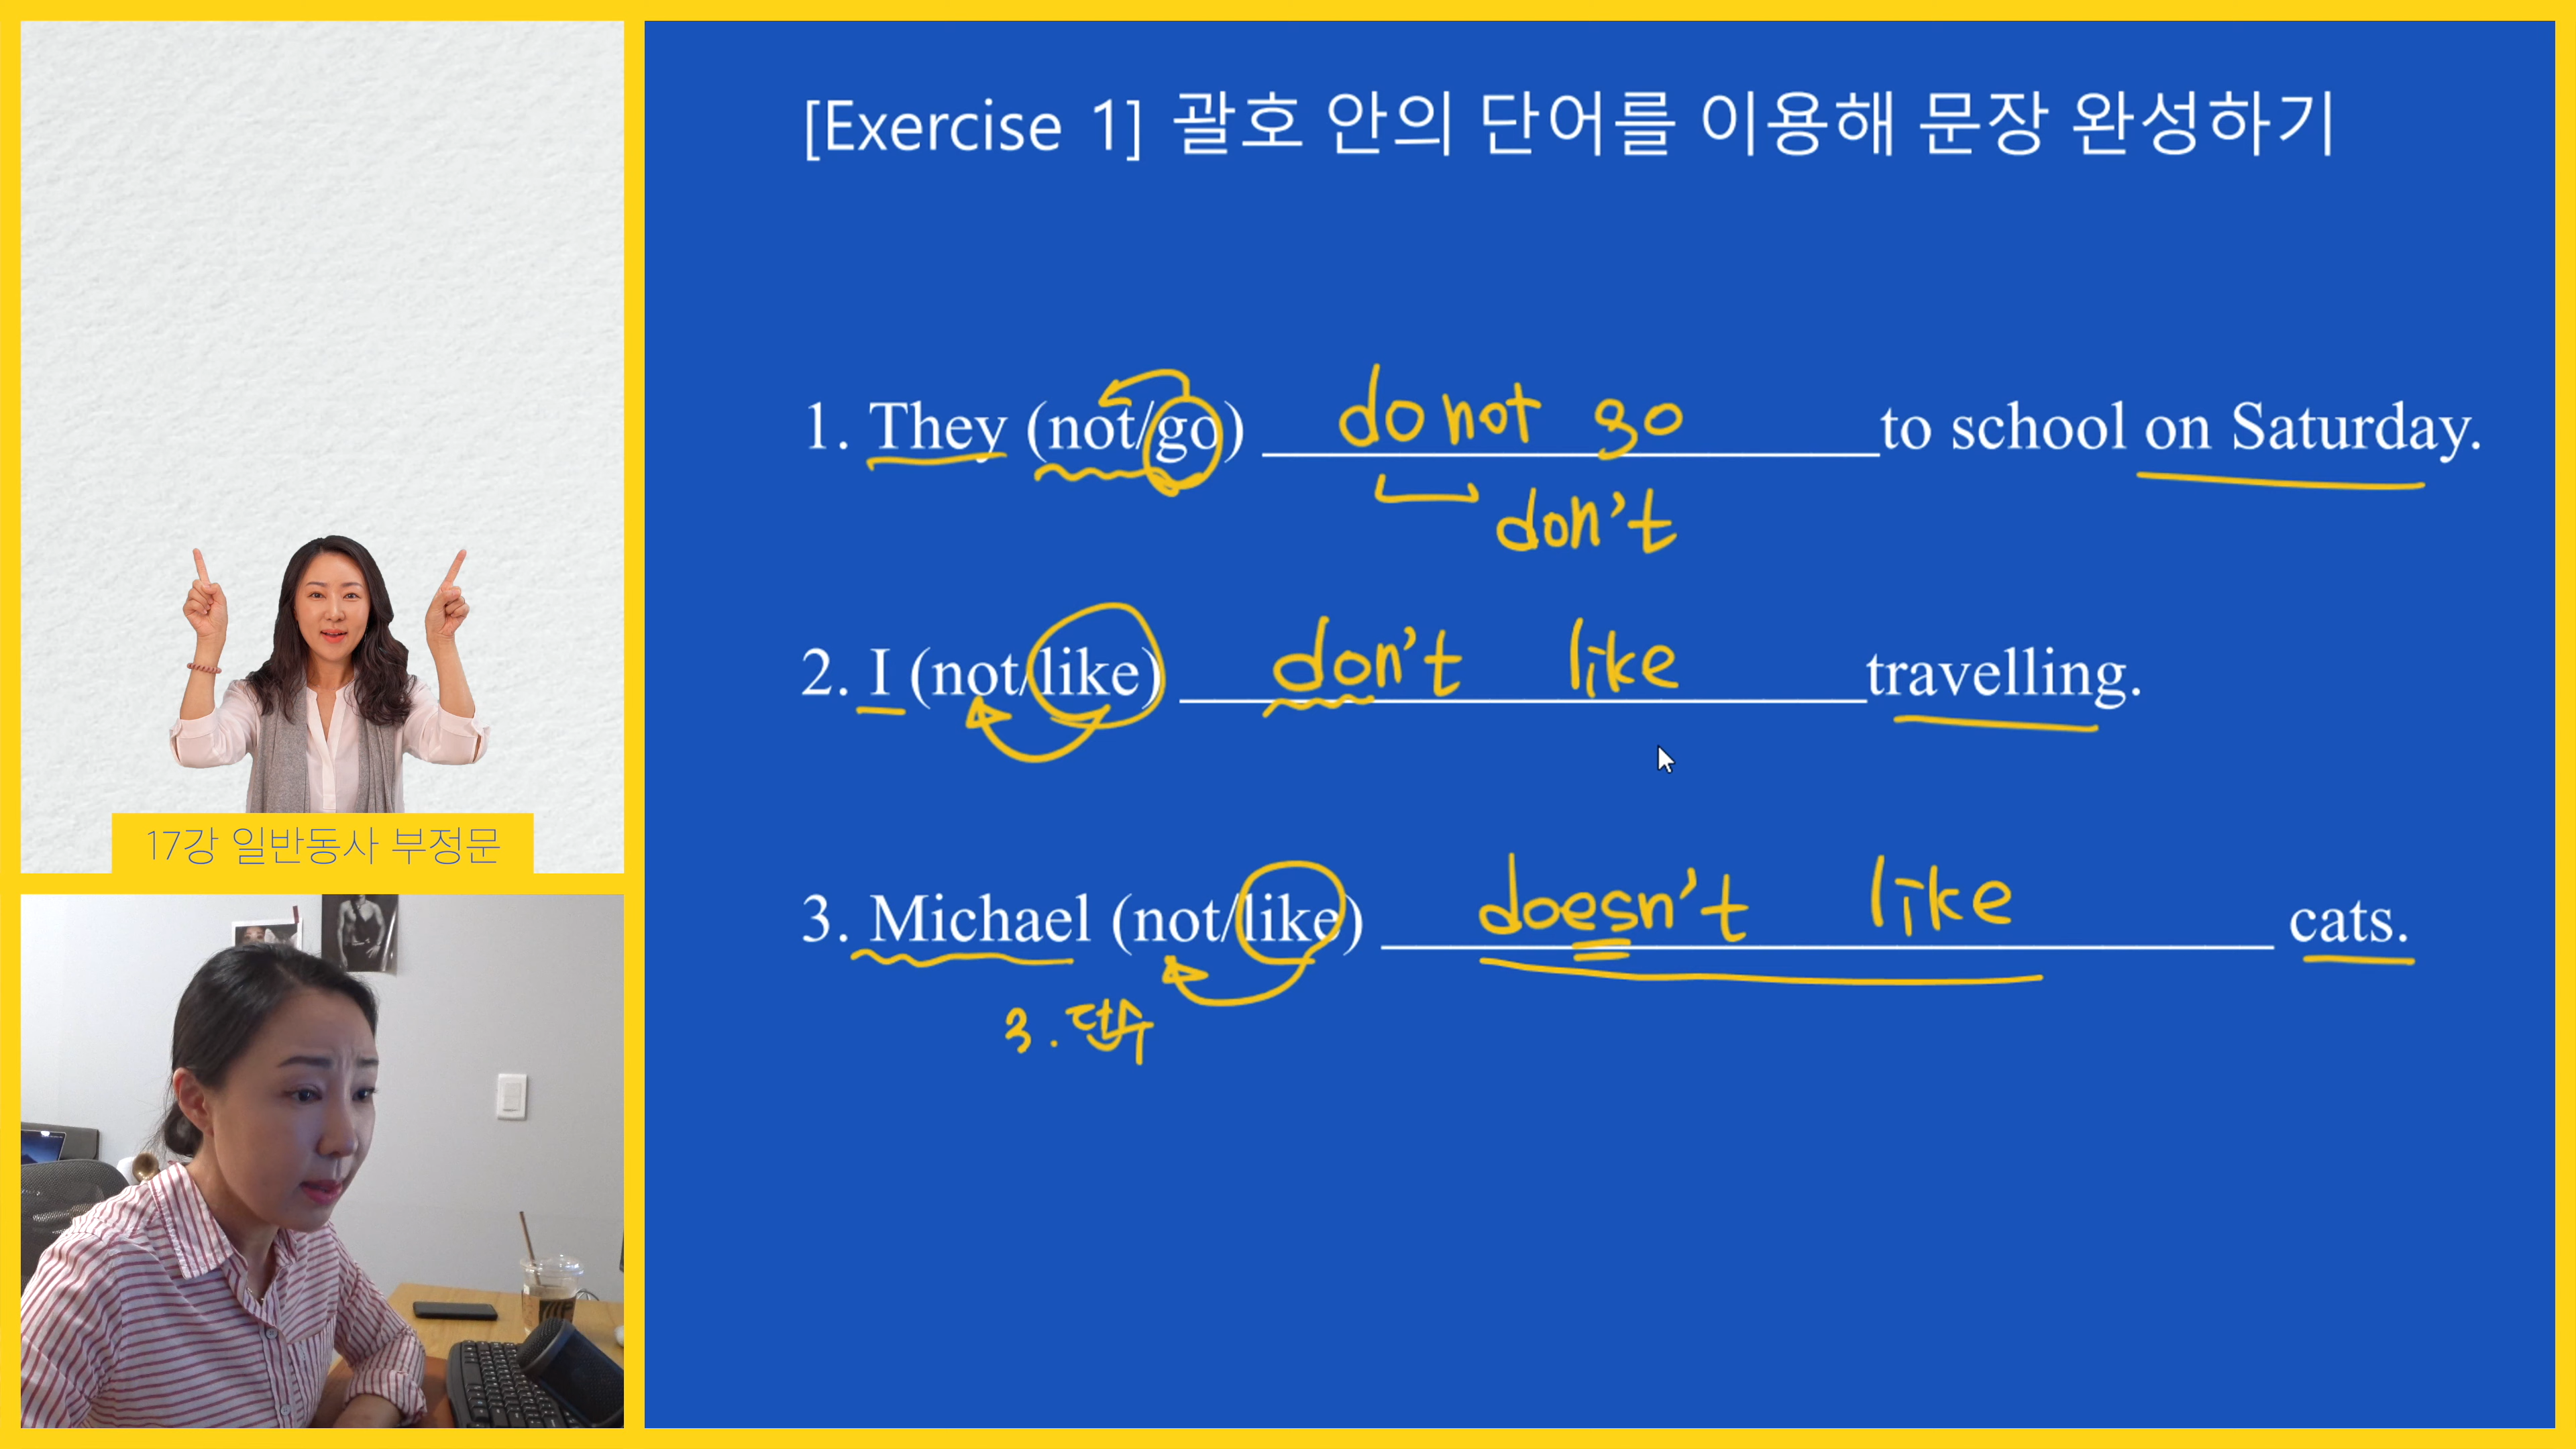 [Exercise 1] 괄호 안의 단어를 이용해 문장 완성하기
1. They (not/go) do not go to school on Saturday.
don't
2. I (not/like) don't like travelling.
3. Michael (not/like) doesn't like cats.
3. 단수
17강 일반동사 부정문